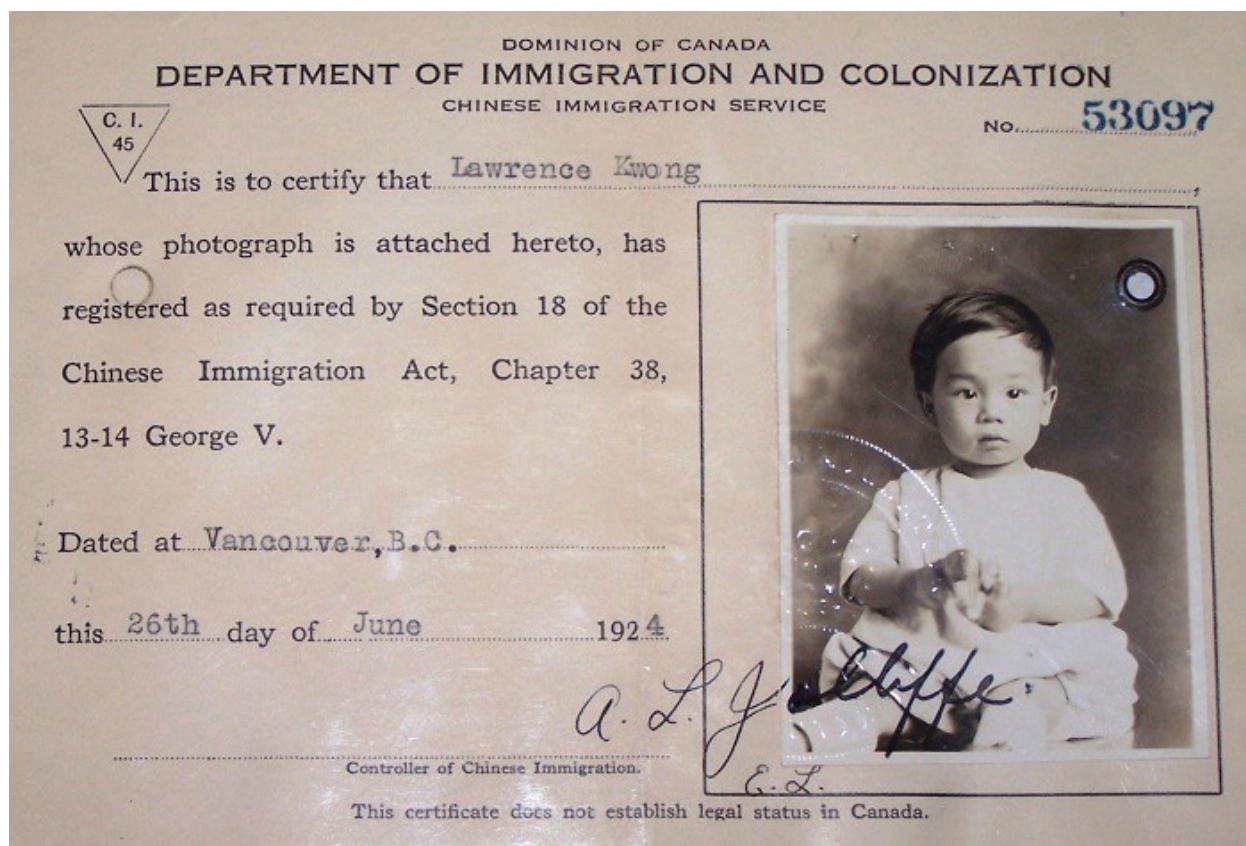 DOMINION OF CANADA
DEPARTMENT OF IMMIGRATION AND COLONIZATION
CHINESE IMMIGRATION SERVICE
No. 53097
C. I.
45
This is to certify that Lawrence Kwong,
whose photograph is attached hereto, has
registered as required by Section 18 of the
Chinese Immigration Act, Chapter 38,
13-14 George V.
Dated at Vancouver, B.C.
this 26th day of June 1924
A. L.
Controller of Chinese Immigration.
E. L.
This certificate does not establish legal status in Canada.